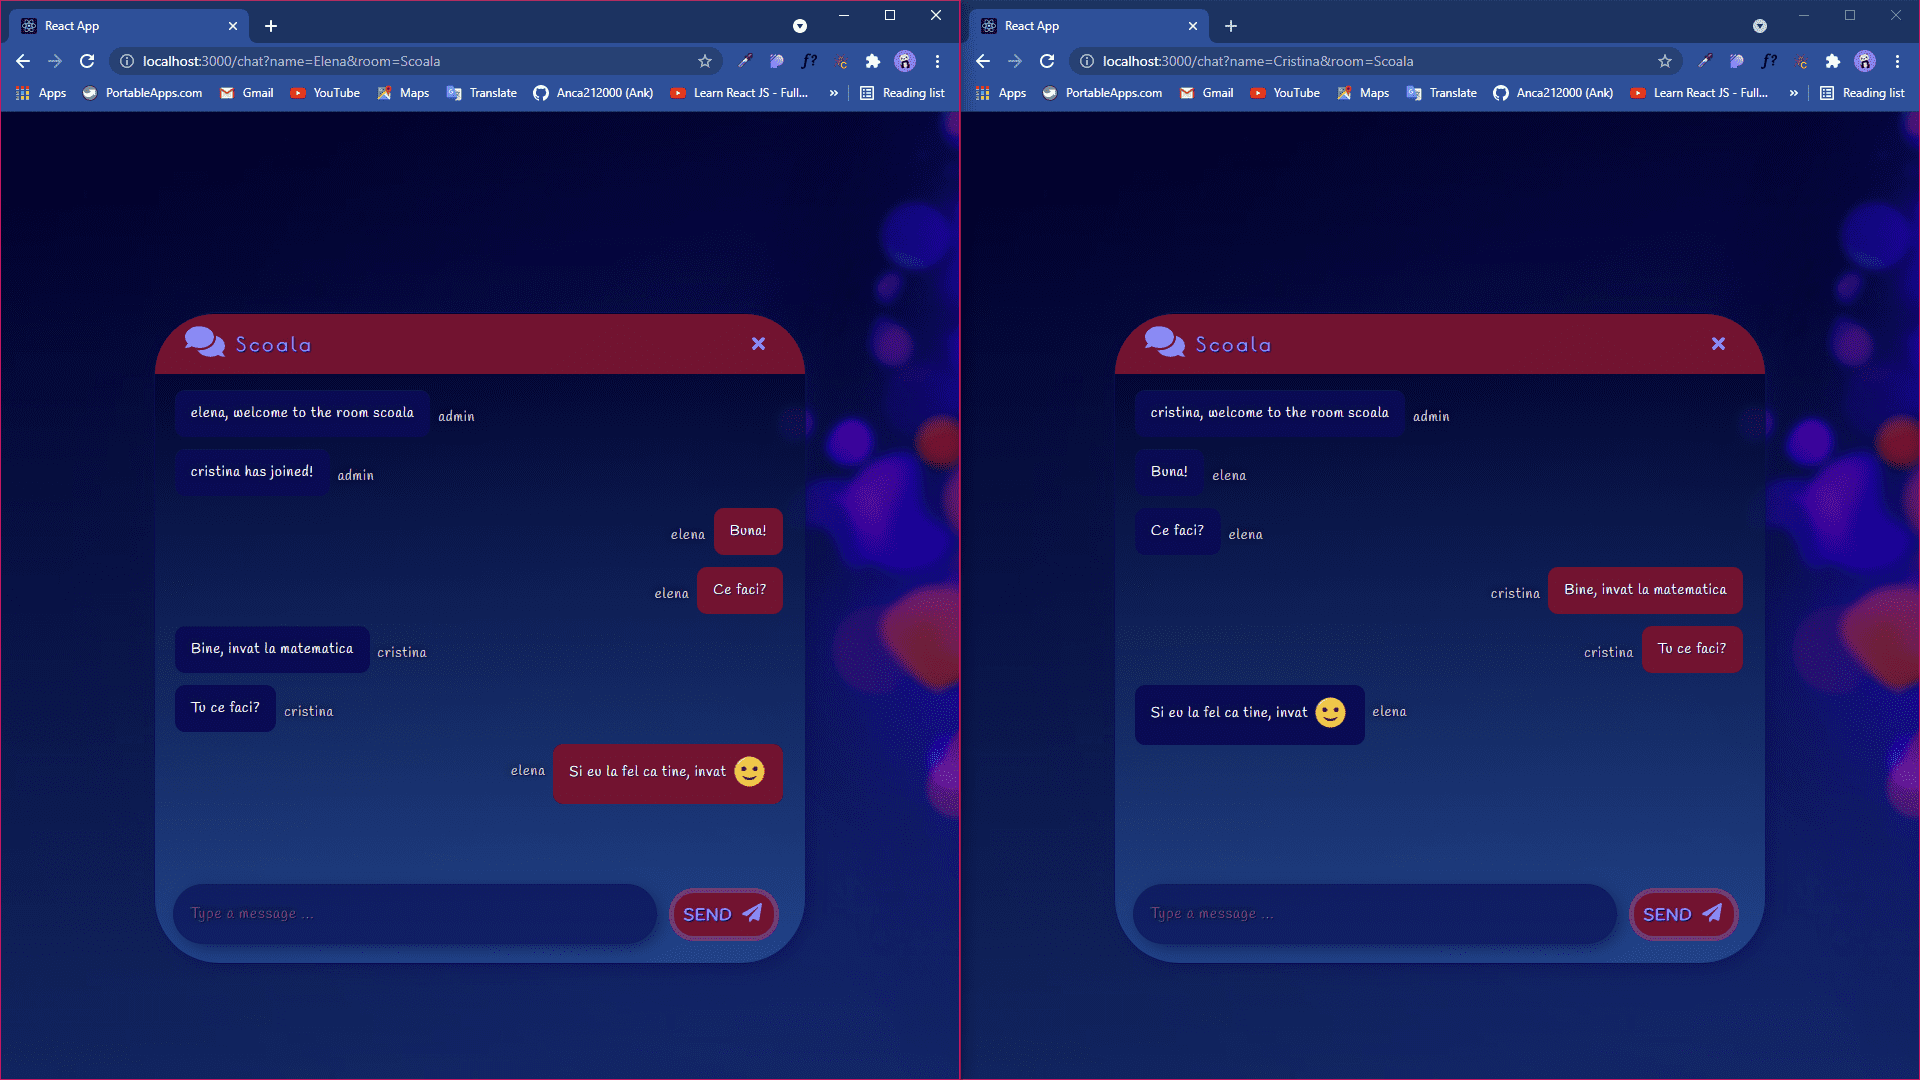 React App
localhost:3000/chat?name=Elena&room=Scoala
f?
C
Apps
PortableApps.com
Gmail
YouTube
Maps
Translate
Anca212000 (Ank)
Learn React JS - Full...
»
Reading list
Scoala
elena, welcome to the room scoala
admin
cristina has joined!
admin
elena
Buna!
elena
Ce faci?
Bine, invat la matematica
cristina
Tu ce faci?
cristina
elena
Si eu la fel ca tine, invat 🙂
Type a message ...
SEND
React App
localhost:3000/chat?name=Cristina&room=Scoala
f?
C
Apps
PortableApps.com
Gmail
YouTube
Maps
Translate
Anca212000 (Ank)
Learn React JS - Full...
»
Reading list
Scoala
cristina, welcome to the room scoala
admin
Buna!
elena
Ce faci?
elena
cristina
Bine, invat la matematica
cristina
Tu ce faci?
Si eu la fel ca tine, invat 🙂
elena
Type a message ...
SEND